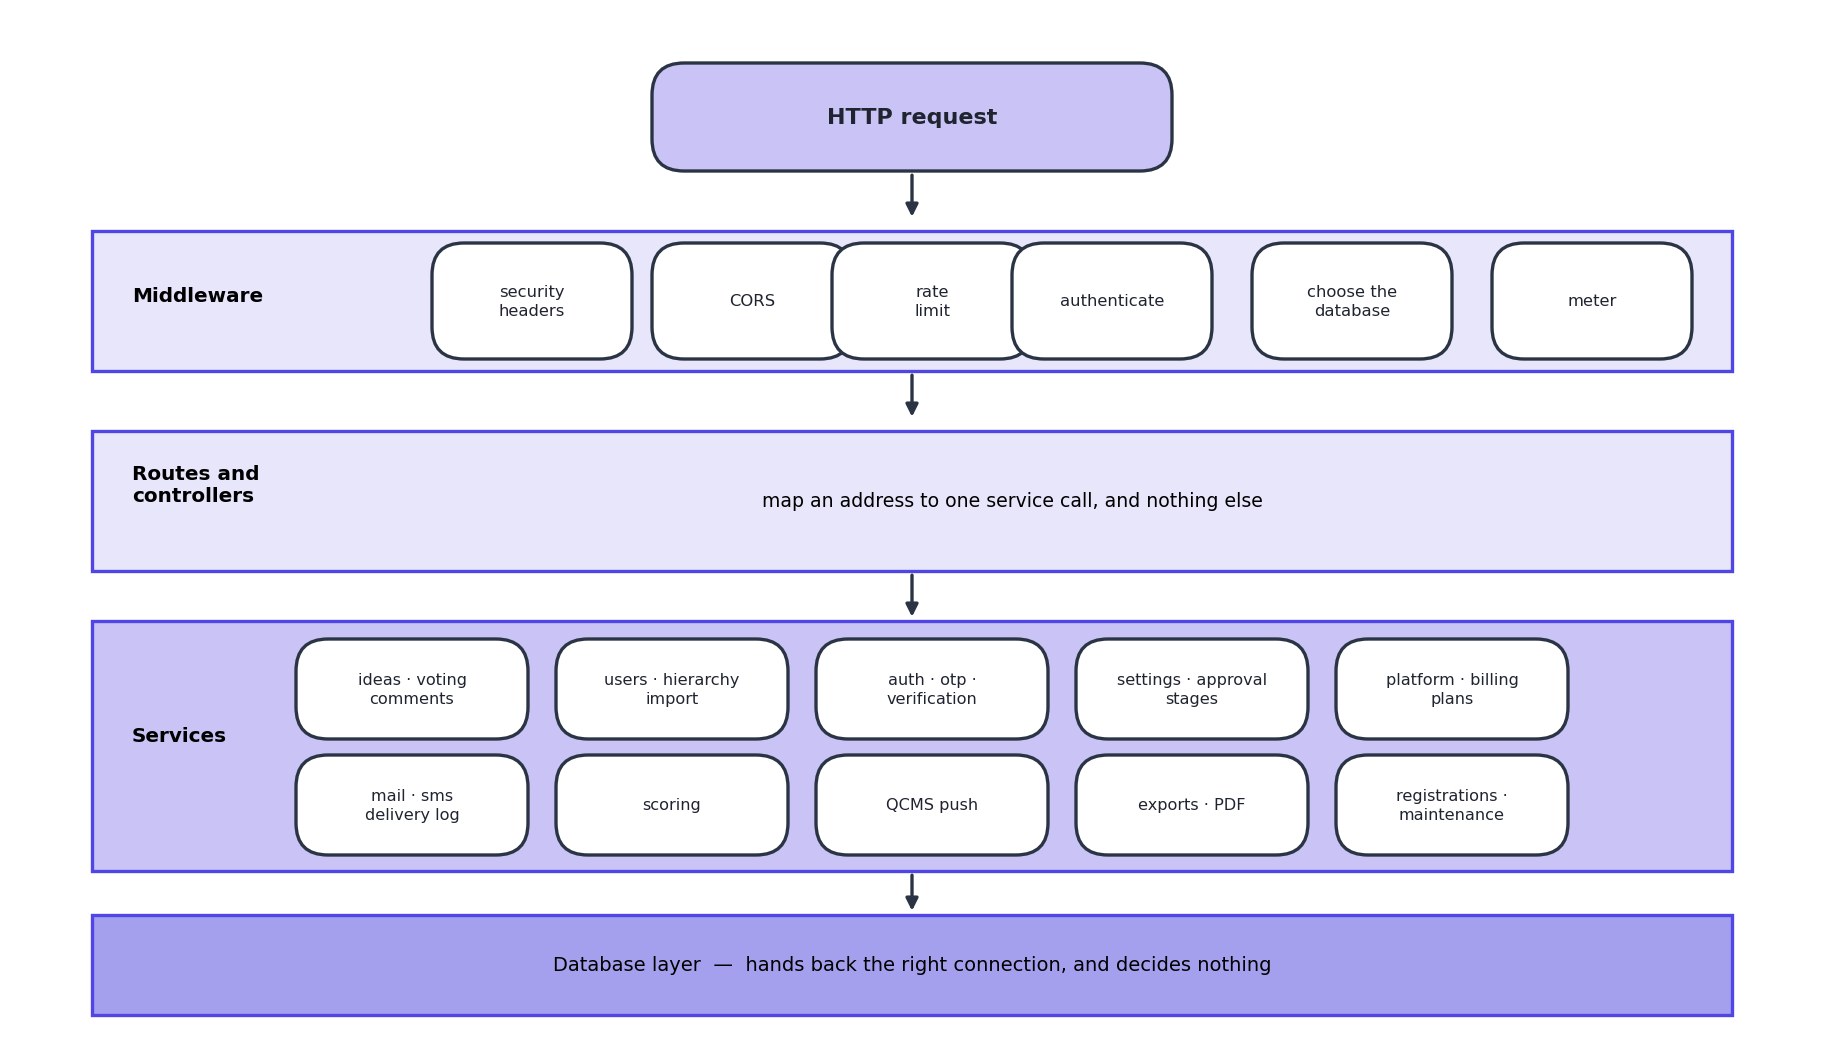 HTTP request
Middleware
security
headers
CORS
rate
limit
authenticate
choose the
database
meter
Routes and
controllers
map an address to one service call, and nothing else
Services
ideas · voting
comments
users · hierarchy
import
auth · otp ·
verification
settings · approval
stages
platform · billing
plans
mail · sms
delivery log
scoring
QCMS push
exports · PDF
registrations ·
maintenance
Database layer — hands back the right connection, and decides nothing